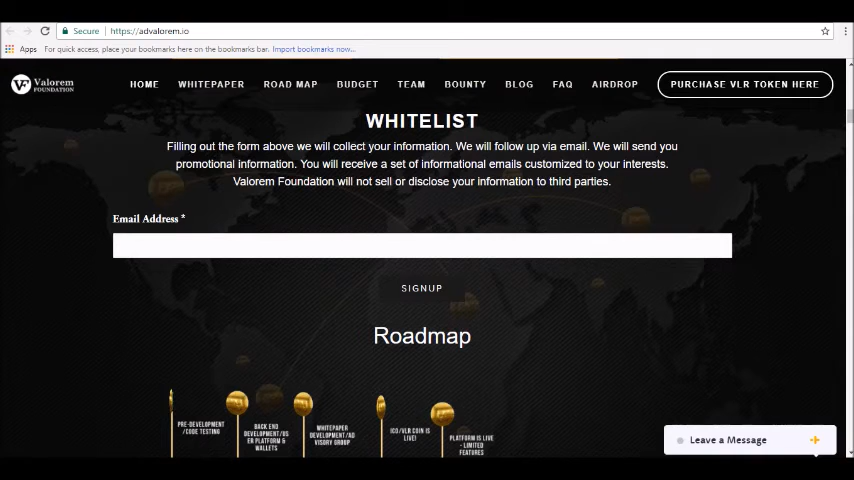 Secure
https://advalorem.io
Apps
For quick access, place your bookmarks here on the bookmarks bar. Import bookmarks now...
Valorem
FOUNDATION
HOME
WHITEPAPER
ROAD MAP
BUDGET
TEAM
BOUNTY
BLOG
FAQ
AIRDROP
PURCHASE VLR TOKEN HERE
WHITELIST
Filling out the form above we will collect your information. We will follow up via email. We will send you
promotional information. You will receive a set of informational emails customized to your interests.
Valorem Foundation will not sell or disclose your information to third parties.
Email Address *
SIGNUP
Roadmap
PRE-DEVELOPMENT
/CODE TESTING
BACK END
DEVELOPMENT/US
ER PLATFORM &
WALLETS
WHITEPAPER
DEVELOPMENT/AD
VISORY GROUP
ICO/VLR COIN IS
LIVE!
PLATFORM IS LIVE
- LIMITED
FEATURES
Leave a Message